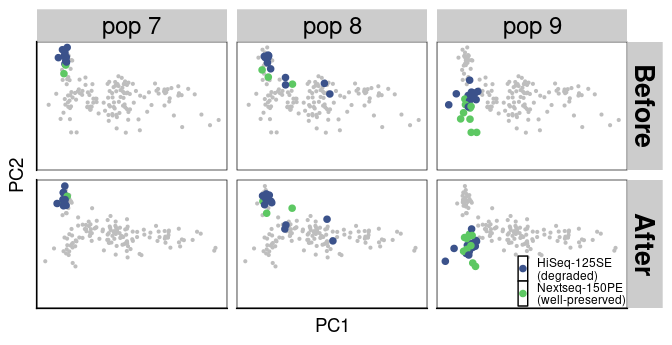 pop 7
pop 8
pop 9
Before
PC2
After
HiSeq-125SE
(degraded)
Nextseq-150PE
(well-preserved)
PC1